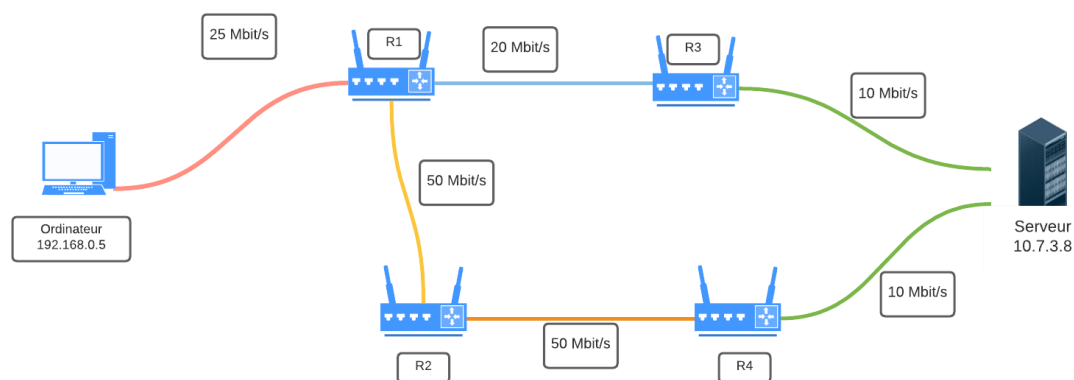 25 Mbit/s
R1
20 Mbit/s
R3
10 Mbit/s
50 Mbit/s
Ordinateur
192.168.0.5
Serveur
10.7.3.8
10 Mbit/s
50 Mbit/s
R2
R4